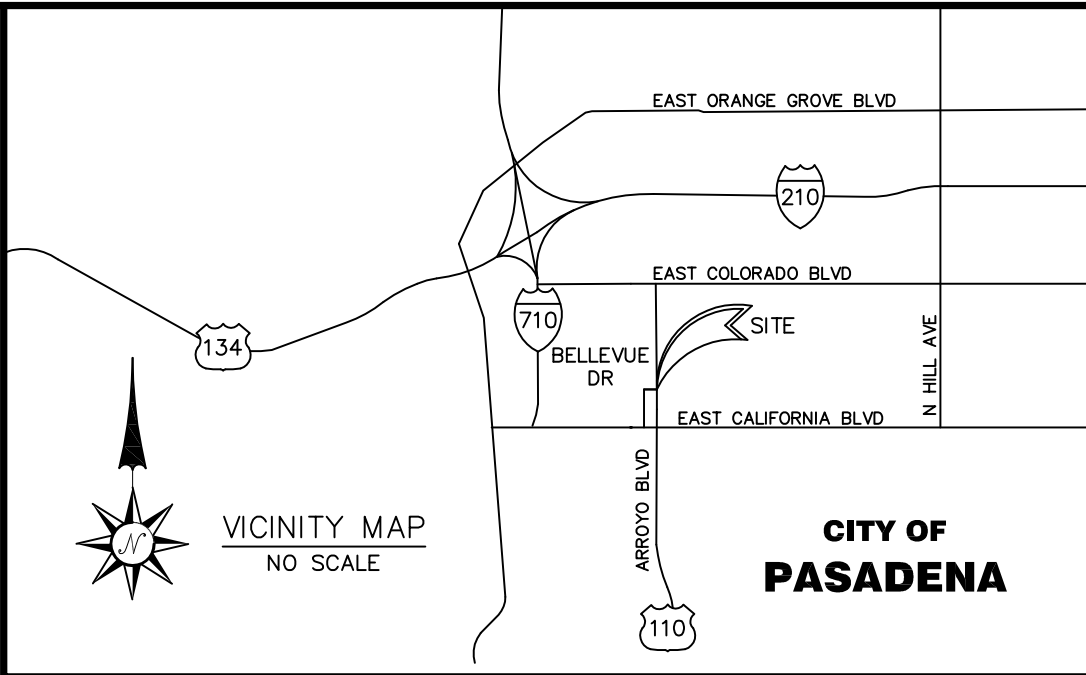 EAST ORANGE GROVE BLVD
210
EAST COLORADO BLVD
710
SITE
134
BELLEVUE
DR
N HILL AVE
EAST CALIFORNIA BLVD
ARROYO BLVD
VICINITY MAP
NO SCALE
N
CITY OF
PASADENA
110